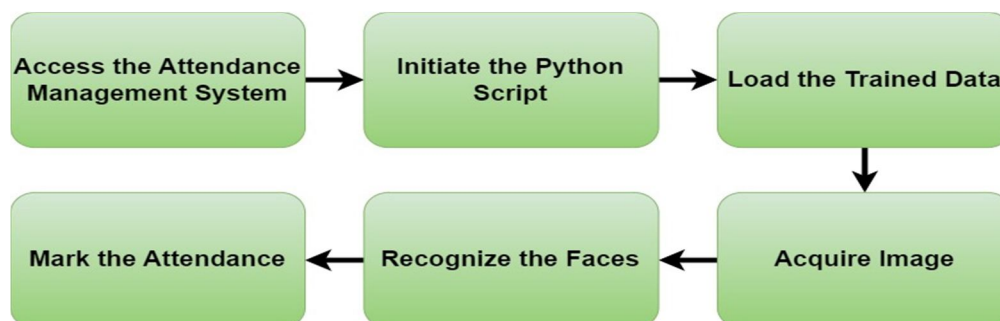 Access the Attendance
Management System
Initiate the Python
Script
Load the Trained Data
Acquire Image
Recognize the Faces
Mark the Attendance